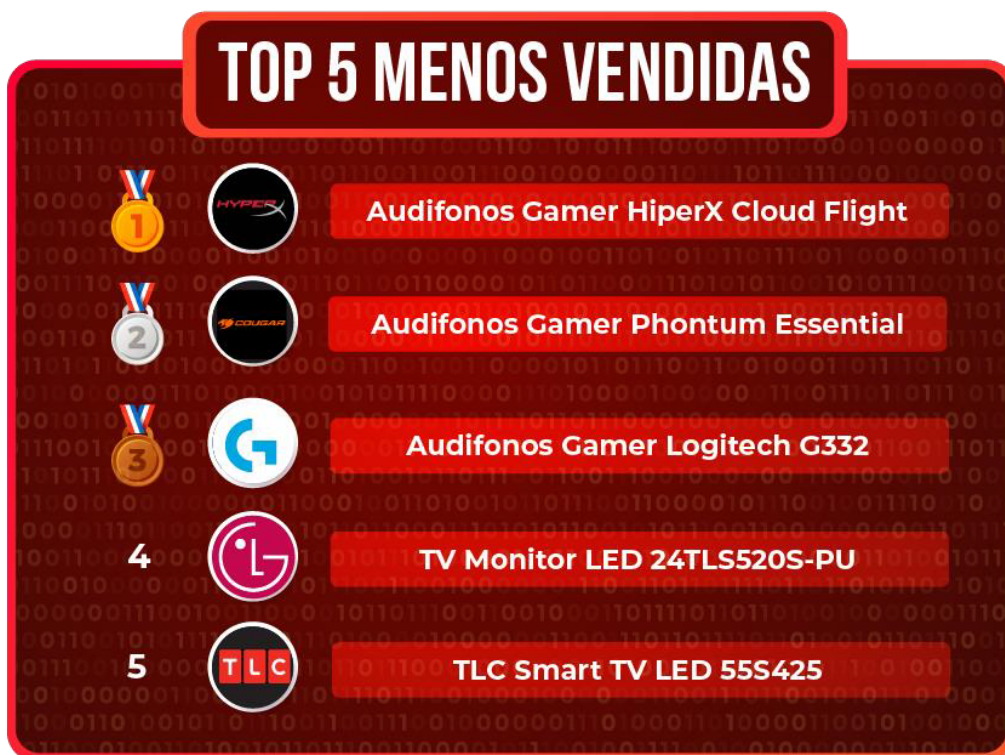 TOP 5 MENOS VENDIDAS
1
HYPERX
Audifonos Gamer HiperX Cloud Flight
2
COUGAR
Audifonos Gamer Phontum Essential
3
G
Audifonos Gamer Logitech G332
4
LG
TV Monitor LED 24TLS520S-PU
5
TLC
TLC Smart TV LED 55S425